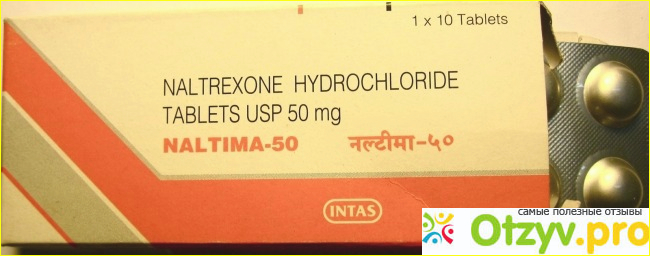 1 x 10 Tablets
NALTREXONE HYDROCHLORIDE
TABLETS USP 50 mg
NALTIMA-50 नल्टीमा-५०
INTAS
самые полезные отзывы
Otzyv.pro